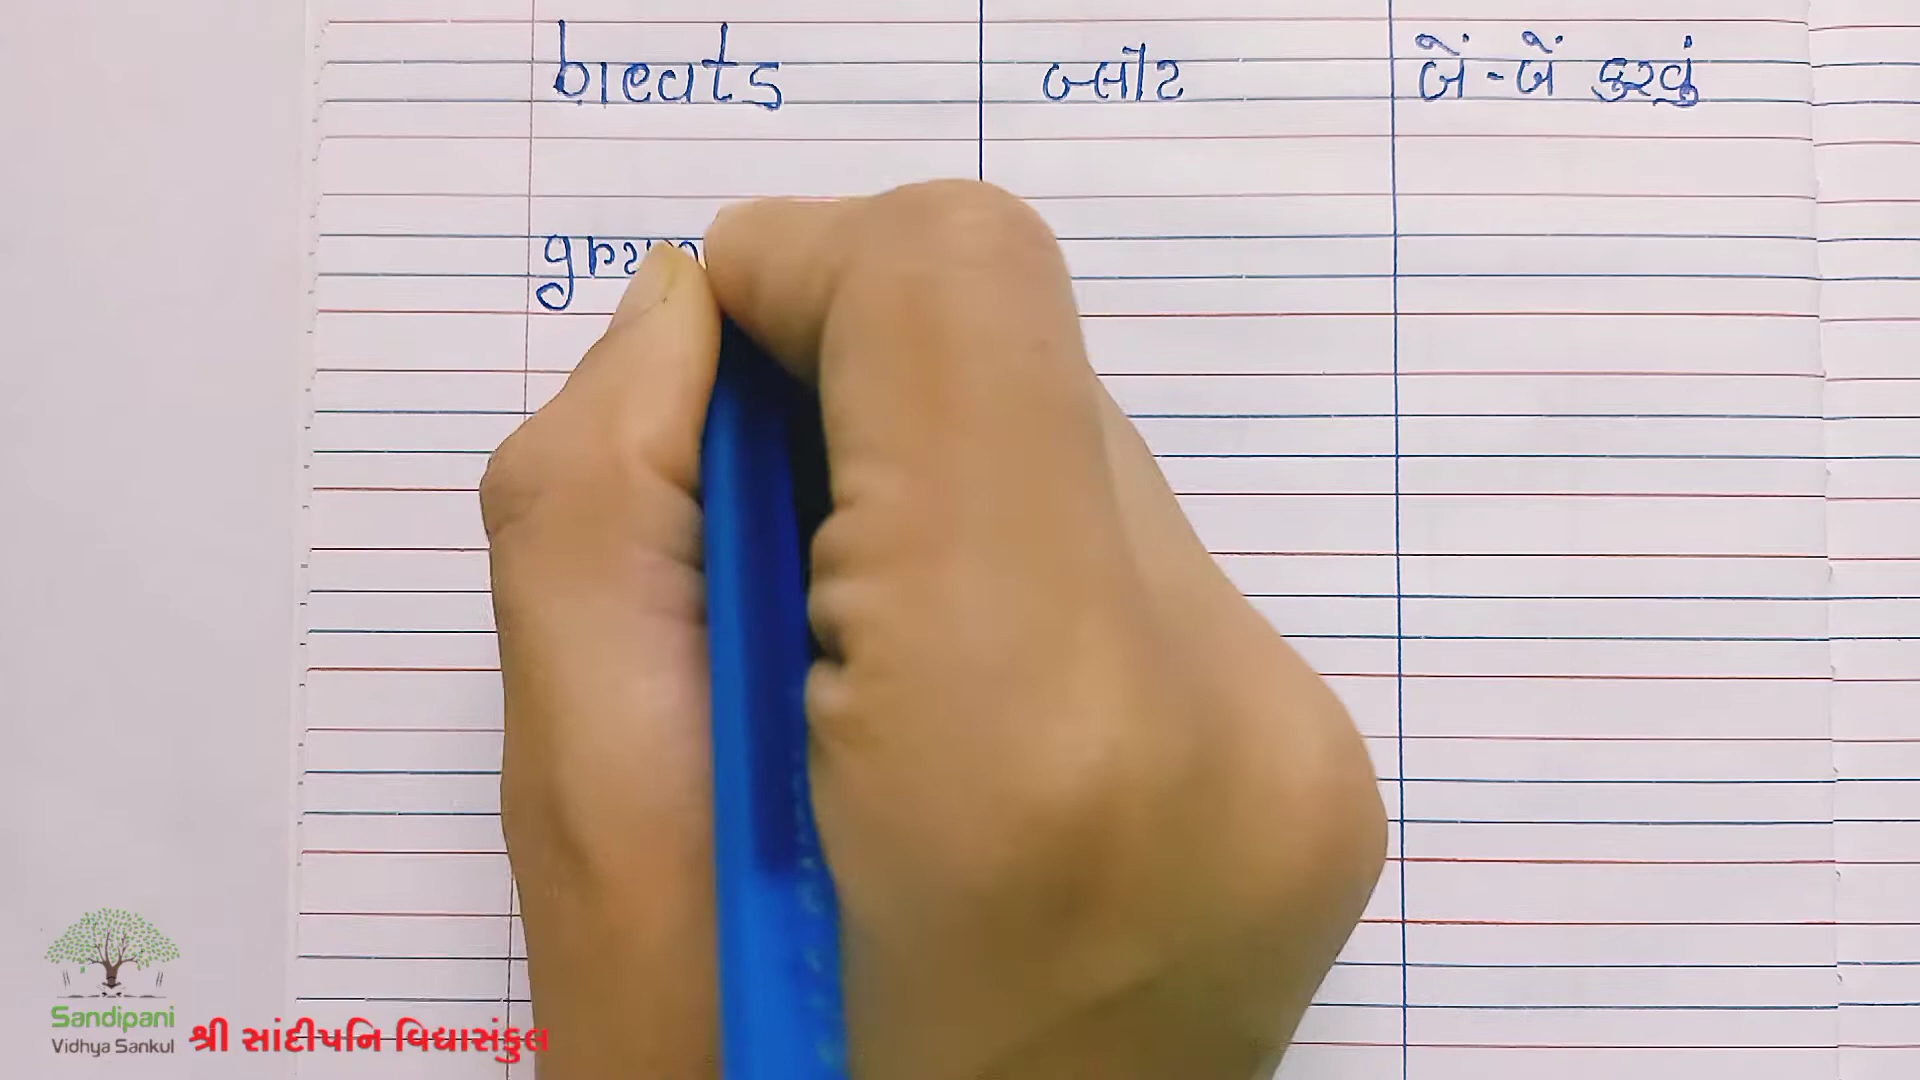 bleats બ્લીટ બેં - બેં કરવું
Sandipani
Vidhya Sankul
શ્રી સાંદીપનિ વિદ્યાસંકુલ